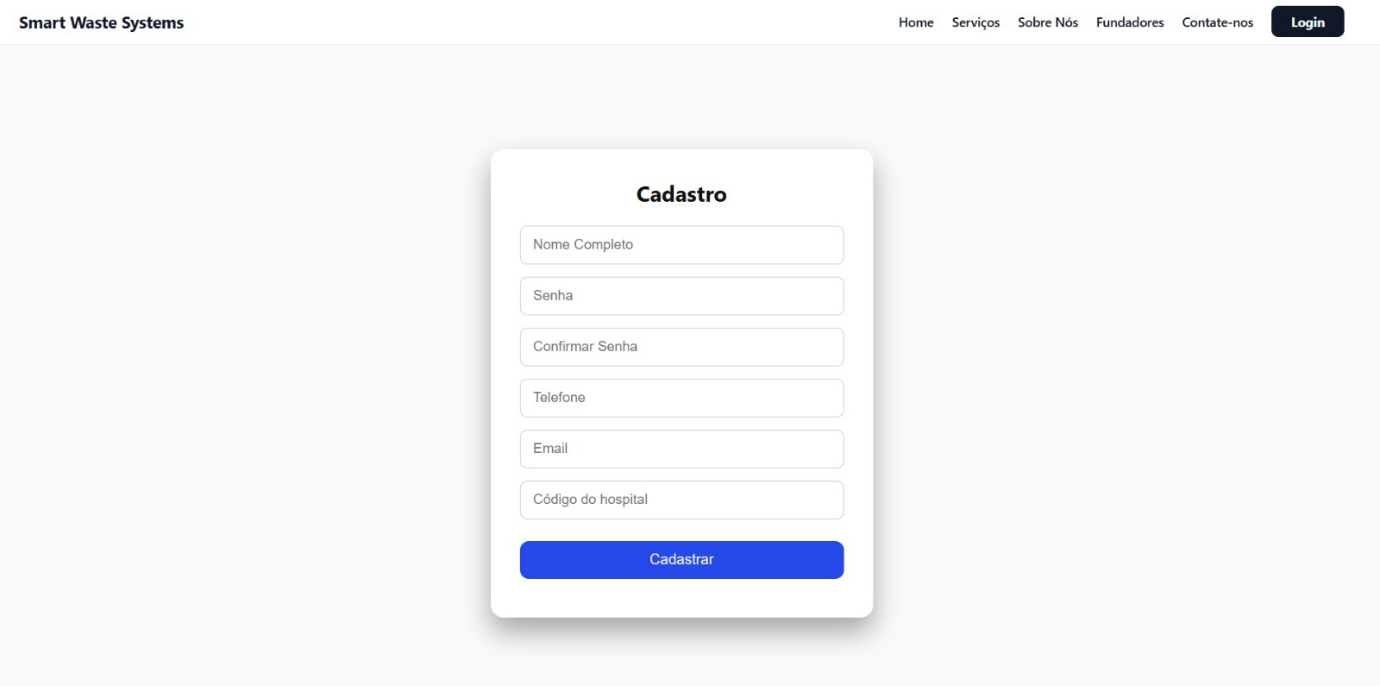 Smart Waste Systems
Home Serviços Sobre Nós Fundadores Contate-nos Login
Cadastro
Nome Completo
Senha
Confirmar Senha
Telefone
Email
Código do hospital
Cadastrar